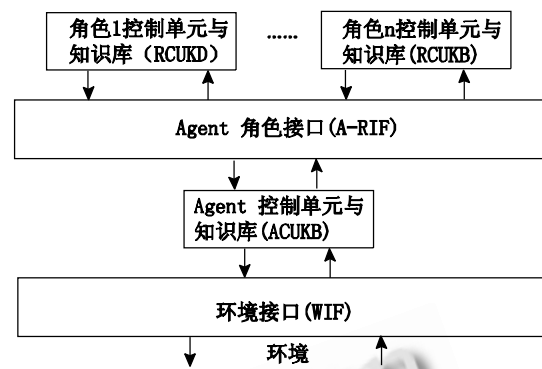 角色1控制单元与
知识库（RCUKD）
……
角色n控制单元与
知识库(RCUKB)
Agent 角色接口(A-RIF)
Agent 控制单元与
知识库(ACUKB)
环境接口(WIF)
环境